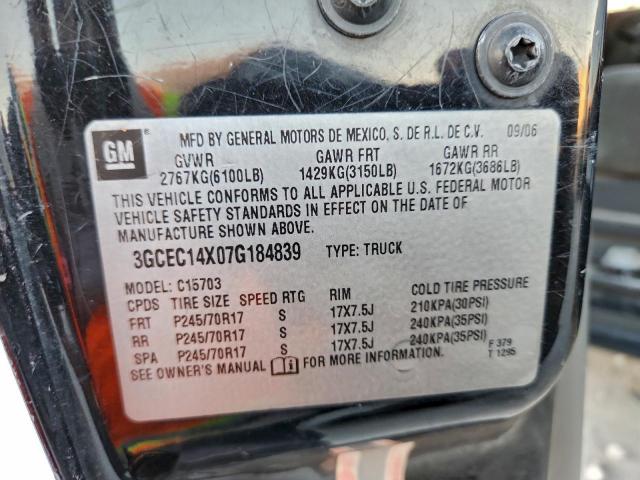 GM
MFD BY GENERAL MOTORS DE MEXICO, S. DE R.L. DE C.V. 09/06
GVWR GAWR FRT GAWR RR
2767KG(6100LB) 1429KG(3150LB) 1672KG(3686LB)
THIS VEHICLE CONFORMS TO ALL APPLICABLE U.S. FEDERAL MOTOR
VEHICLE SAFETY STANDARDS IN EFFECT ON THE DATE OF
MANUFACTURE SHOWN ABOVE.
3GCEC14X07G184839 TYPE: TRUCK
MODEL: C15703
CPDS TIRE SIZE SPEED RTG RIM COLD TIRE PRESSURE
FRT P245/70R17 S 17X7.5J 210KPA(30PSI)
RR P245/70R17 S 17X7.5J 240KPA(35PSI)
SPA P245/70R17 S 17X7.5J 240KPA(35PSI)
F 379
T 1295
SEE OWNER'S MANUAL FOR MORE INFORMATION.